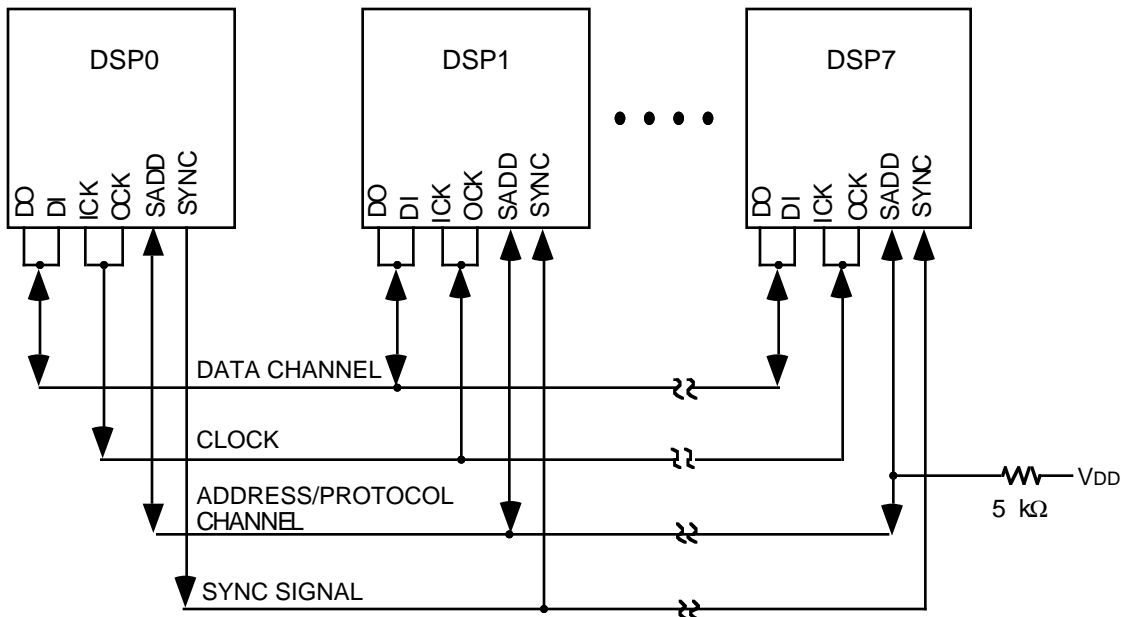 DSP0
DSP1
DSP7
DO
DI
ICK
OCK
SADD
SYNC
DO
DI
ICK
OCK
SADD
SYNC
DO
DI
ICK
OCK
SADD
SYNC
DATA CHANNEL
CLOCK
ADDRESS/PROTOCOL
CHANNEL
VDD
5 kΩ
SYNC SIGNAL